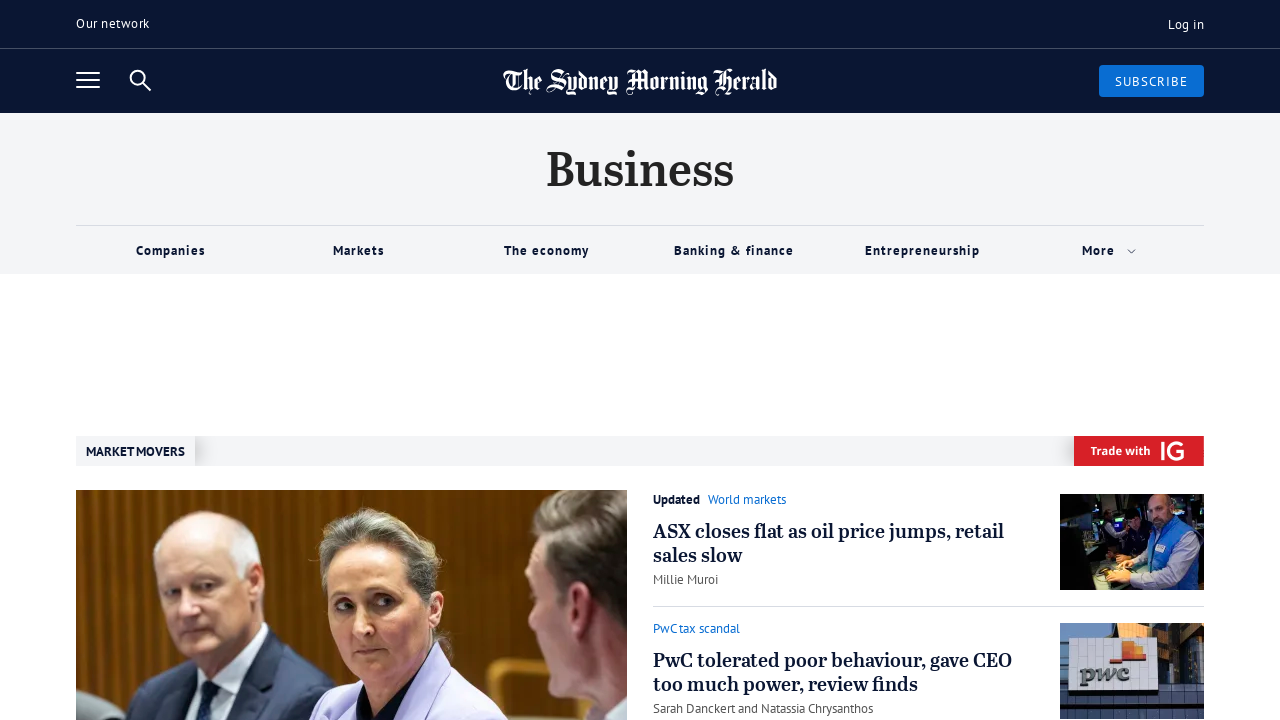 Our network
Log in
The Sydney Morning Herald
SUBSCRIBE
Business
Companies
Markets
The economy
Banking & finance
Entrepreneurship
More
MARKET MOVERS
Trade with IG
Updated World markets
ASX closes flat as oil price jumps, retail
sales slow
Millie Muroi
PwC tax scandal
PwC tolerated poor behaviour, gave CEO
too much power, review finds
Sarah Danckert and Natassia Chrysanthos
pwc